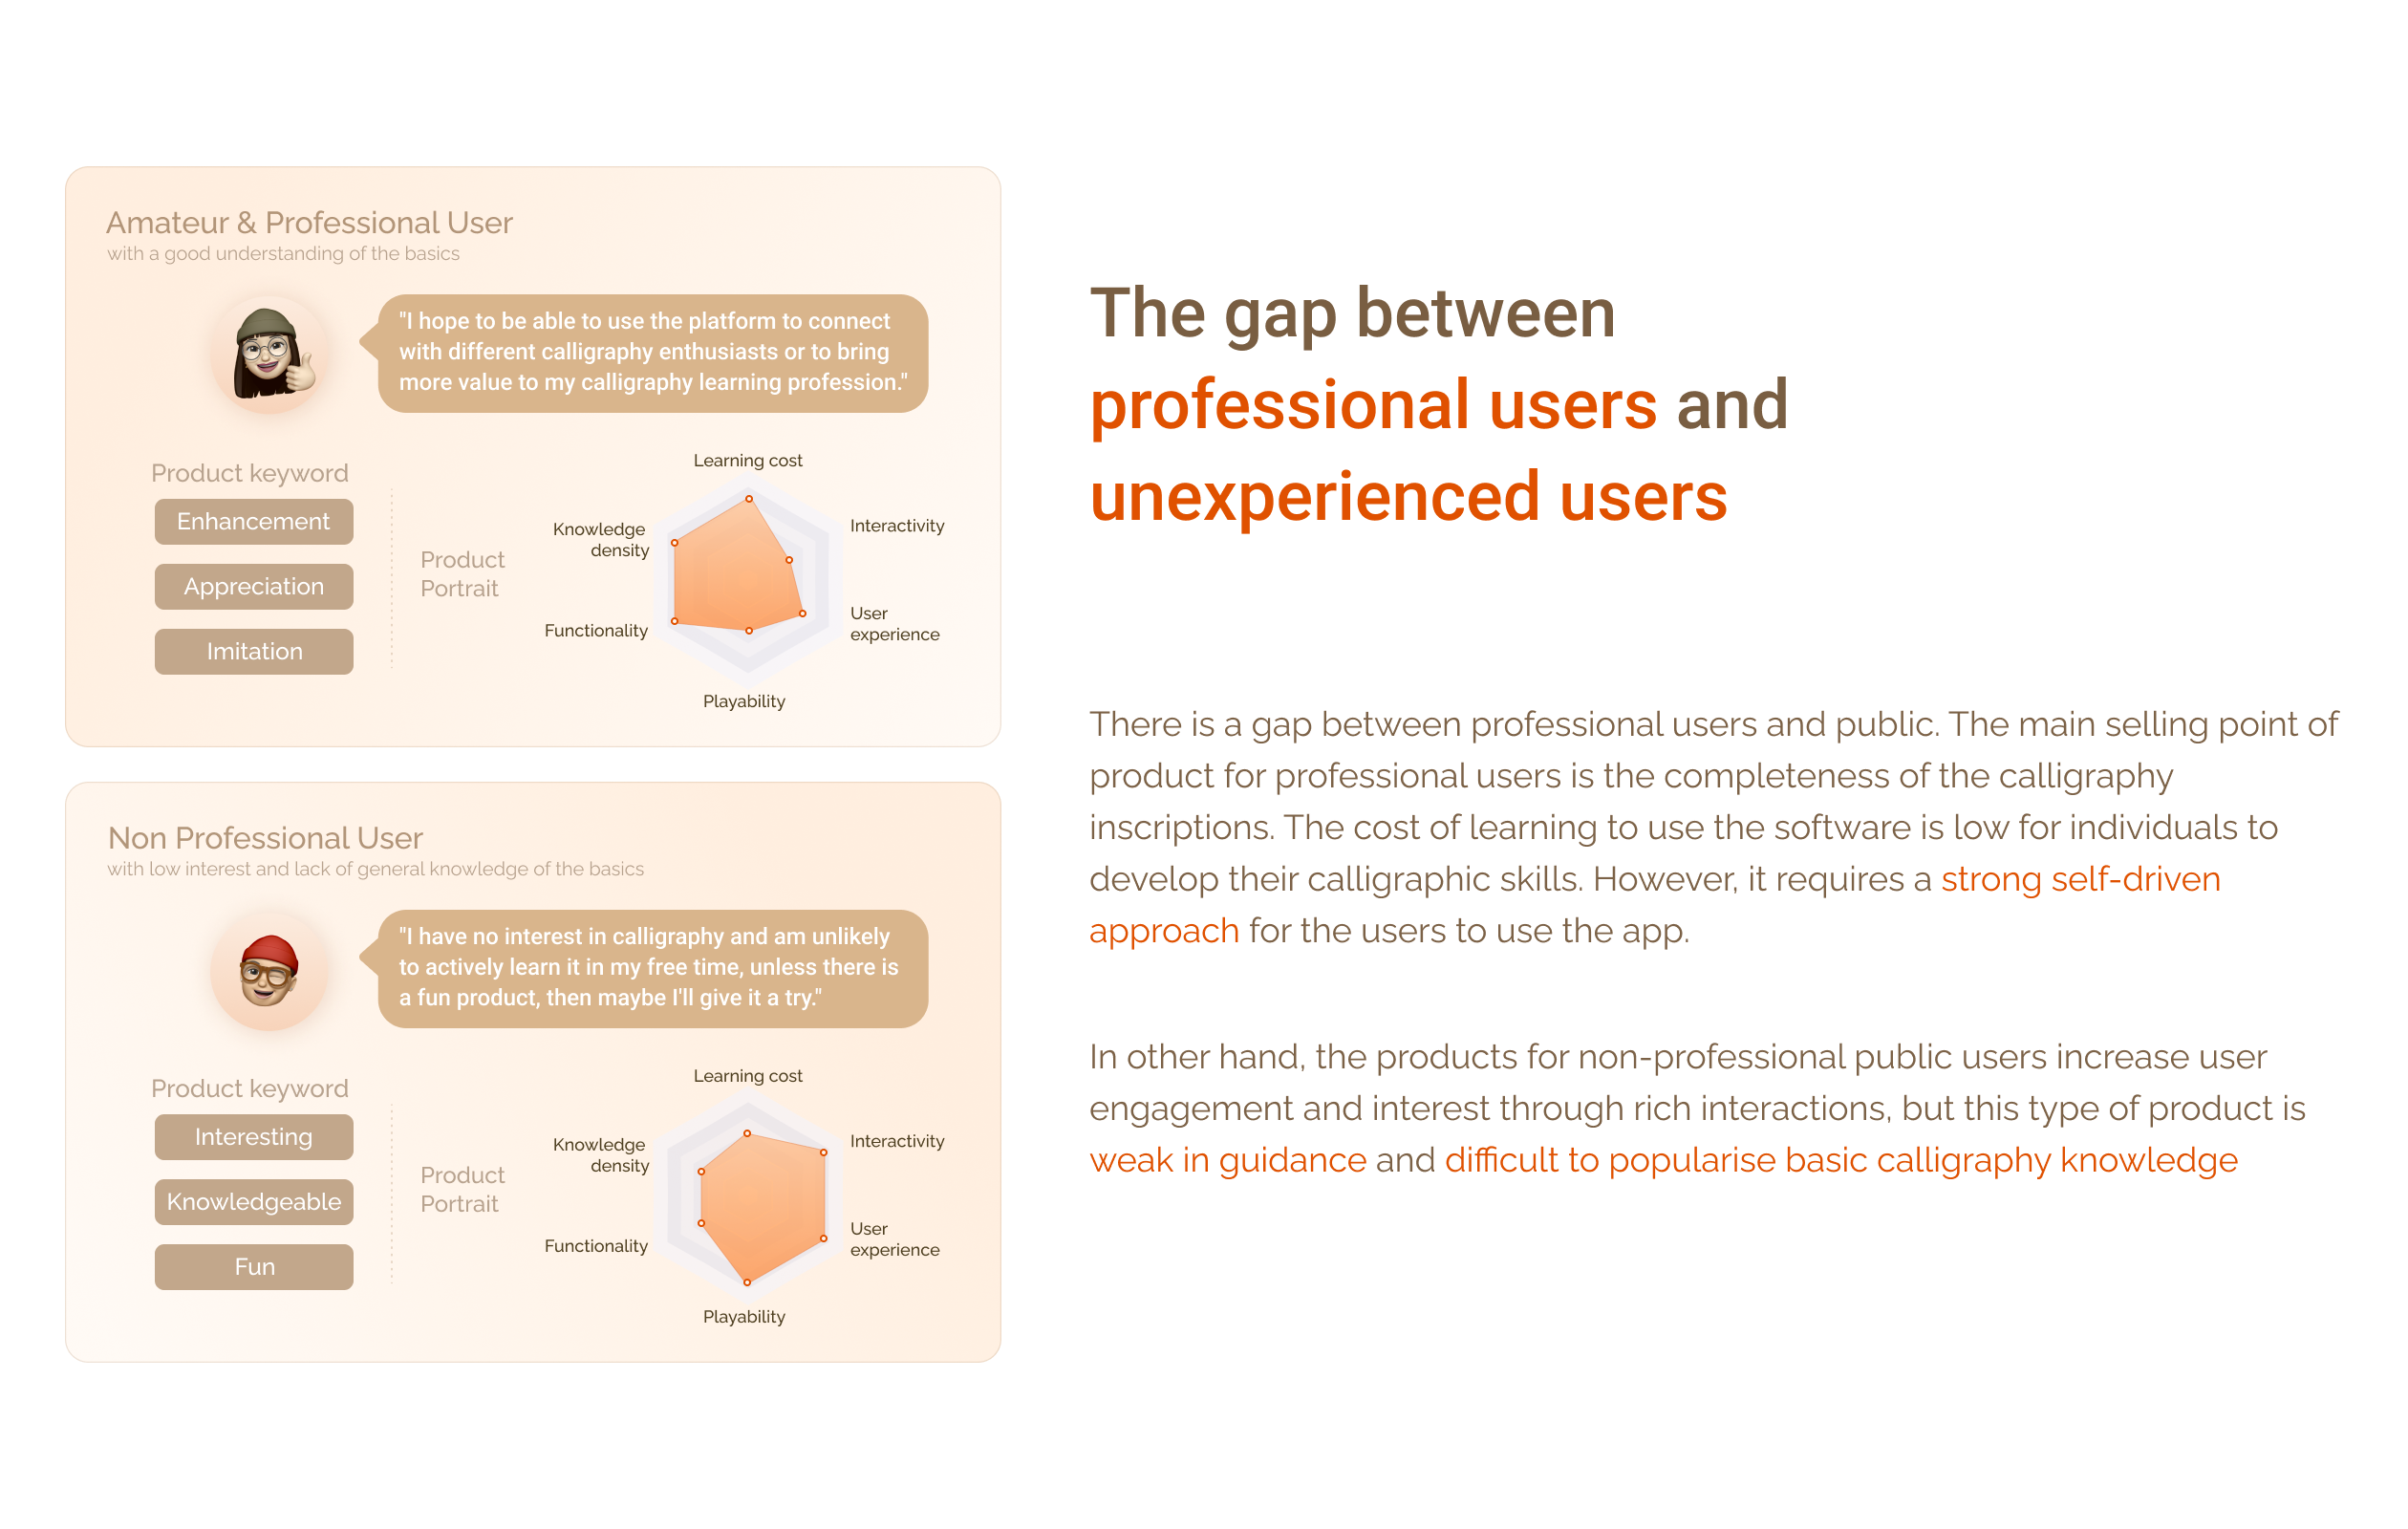 Amateur & Professional User
with a good understanding of the basics
"I hope to be able to use the platform to connect
with different calligraphy enthusiasts or to bring
more value to my calligraphy learning profession."
Product keyword
Enhancement
Appreciation
Imitation
Product
Portrait
Learning cost
Interactivity
Knowledge
density
User
experience
Functionality
Playability
Non Professional User
with low interest and lack of general knowledge of the basics
"I have no interest in calligraphy and am unlikely
to actively learn it in my free time, unless there is
a fun product, then maybe I'll give it a try."
Product keyword
Interesting
Knowledgeable
Fun
Product
Portrait
Learning cost
Interactivity
Knowledge
density
User
experience
Functionality
Playability
The gap between
professional users and
unexperienced users
There is a gap between professional users and public. The main selling point of
product for professional users is the completeness of the calligraphy
inscriptions. The cost of learning to use the software is low for individuals to
develop their calligraphic skills. However, it requires a strong self-driven
approach for the users to use the app.
In other hand, the products for non-professional public users increase user
engagement and interest through rich interactions, but this type of product is
weak in guidance and difficult to popularise basic calligraphy knowledge